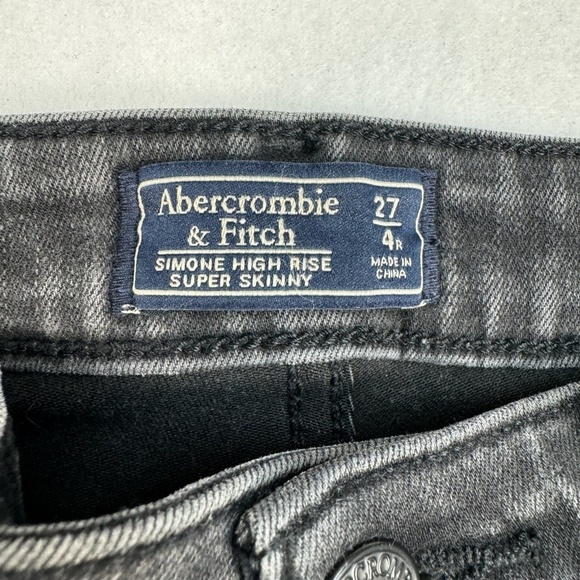 Abercrombie
& Fitch
SIMONE HIGH RISE
SUPER SKINNY
27
4R
MADE IN
CHINA